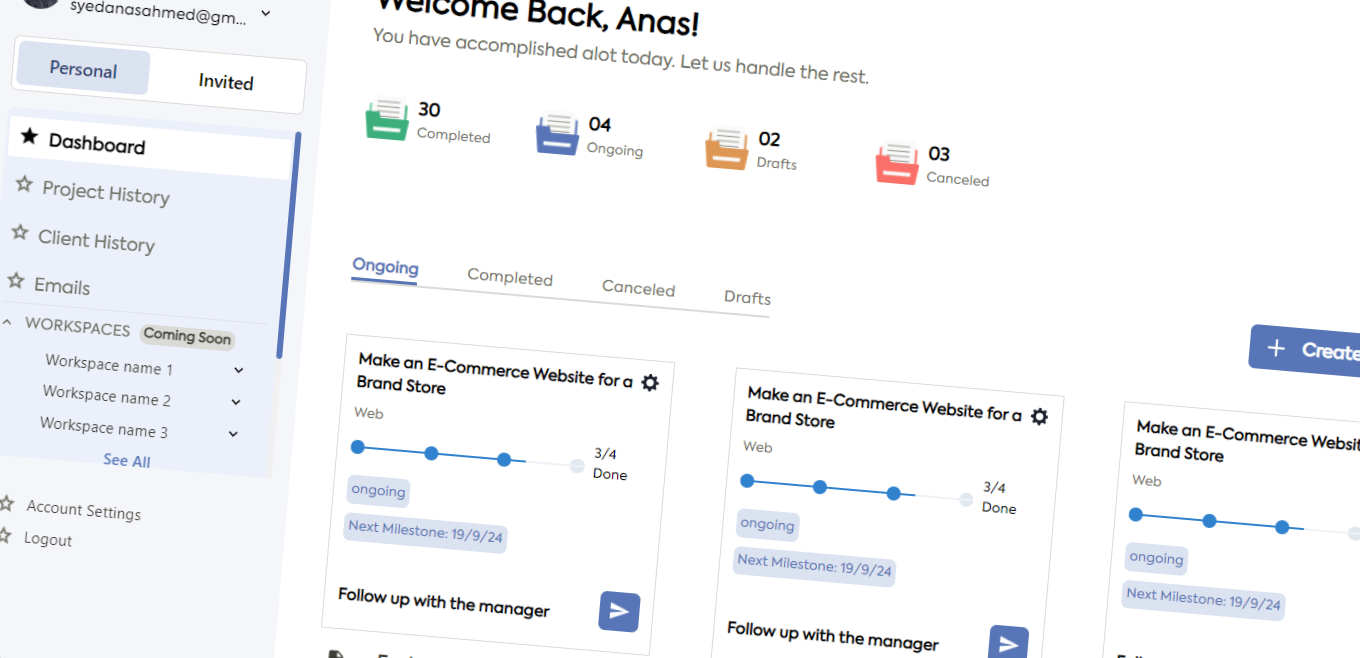 syedanasahmed@gm...
Personal
Invited
Dashboard
Project History
Client History
Emails
WORKSPACES
Coming Soon
Workspace name 1
Workspace name 2
Workspace name 3
See All
Account Settings
Logout
Welcome Back, Anas!
You have accomplished alot today. Let us handle the rest.
30
Completed
04
Ongoing
02
Drafts
03
Canceled
Ongoing
Completed
Canceled
Drafts
Create
Make an E-Commerce Website for a
Brand Store
Web
3/4
Done
ongoing
Next Milestone: 19/9/24
Follow up with the manager
Make an E-Commerce Website for a
Brand Store
Web
3/4
Done
ongoing
Next Milestone: 19/9/24
Follow up with the manager
Make an E-Commerce
Brand Store
Web
ongoing
Next Milestone: 19/9/24